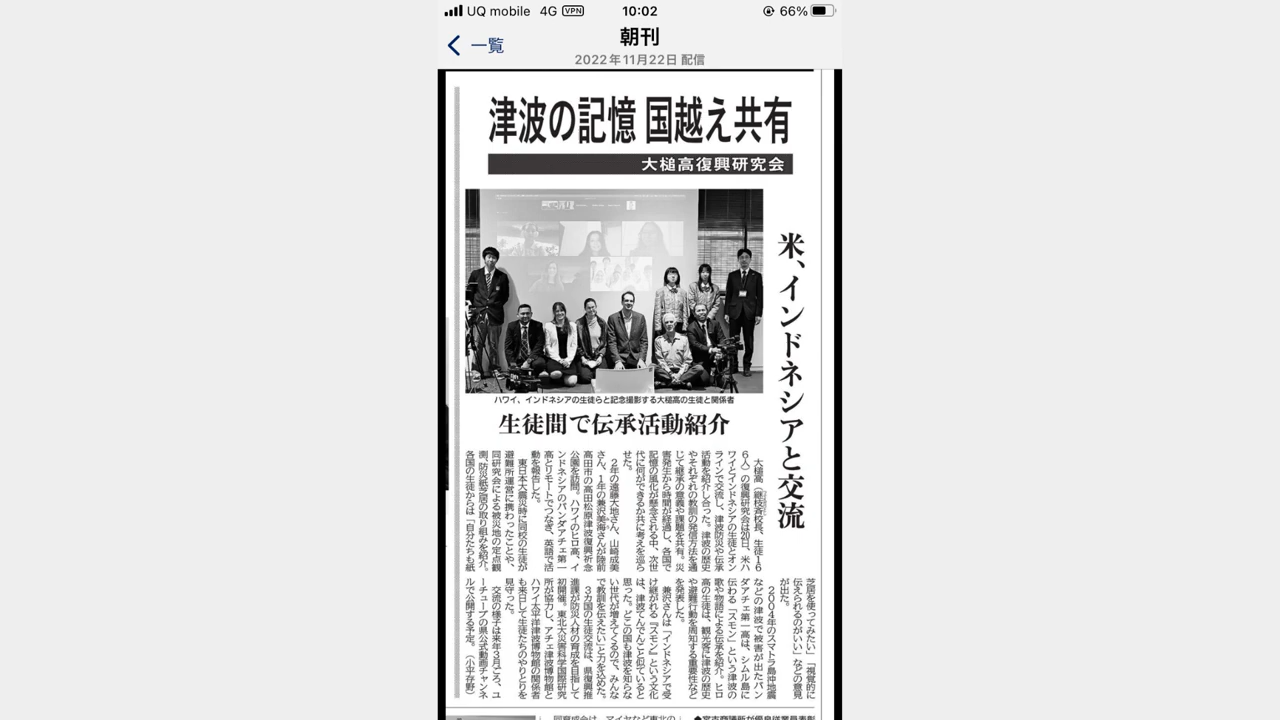 UQ mobile 4G VPN 10:02 66%
一覧
朝刊
2022年11月22日 配信
津波の記憶 国越え共有
大槌高復興研究会
米、インドネシアと交流
ハワイ、インドネシアの生徒らと記念撮影する大槌高の生徒と関係者
生徒間で伝承活動紹介
大槌高（継枝斉校長、生徒16
6人）の復興研究会は20日、米ハ
ワイとインドネシアの生徒とオン
ラインで交流し、津波防災や伝承
活動を紹介し合った。津波の歴史
やそれぞれの教訓の発信方法を通
じて継承の意義や課題を共有。災
害発生から時間が経過し、各国で
記憶の風化が懸念される中、次世
代に何ができるか共に考えを巡ら
せた。
2年の遠藤大地さん、山崎成美
さん、1年の兼沢美海さんが陸前
高田市の高田松原津波復興祈念
公園を訪問。ハワイのヒロ高、イ
ンドネシアのバンダアチェ第一
高とリモートでつなぎ、英語で活
動を報告した。
東日本大震災時に同校の生徒が
避難所運営に携わったことや、
同研究会による被災地の定点観
測、防災紙芝居の取り組みを紹介。
各国の生徒からは「自分たちも紙
芝居を使ってみたい」「視覚的に
伝えられるのがいい」などの意見
が出た。
2004年のスマトラ島沖地震
などの津波で被害が出たバン
ダアチェ第一高は、シムル島に
伝わる「スモン」という津波の
歌や物語による伝承を紹介。ヒロ
高の生徒は、観光客に津波の歴史
や避難行動を周知する重要性など
を発表した。
兼沢さんは「インドネシアで受
け継がれる『スモン』という文化
は、津波てんでんこと似ていると
思った。どこの国も津波を知らな
い世代が増えてくるので、みんな
で教訓を伝えたい」と力を込めた。
3カ国の生徒交流は、県復興推
進課が防災人材の育成を目指して
初開催。東北大災害科学国際研究
所が協力し、アチェ津波博物館と
ハワイ太平洋津波博物館の関係者
も来日して生徒たちのやりとりを
見守った。
交流の様子は来年3月ごろ、ユ
ーチューブの県公式動画チャンネ
ルで公開する予定。（小平存野）
同育成会は、マイヤなど東北の
◆宮古商議所が優良従業員表彰